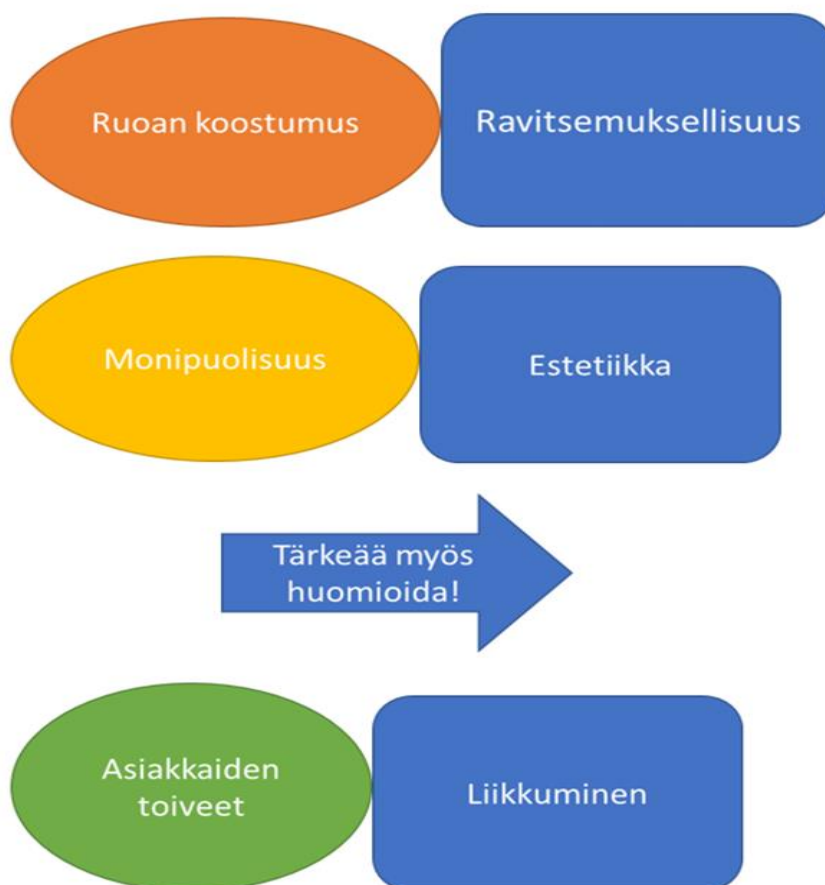 Ruoan koostumus
Ravitsemuksellisuus
Monipuolisuus
Estetiikka
Tärkeää myös
huomioida!
Asiakkaiden
toiveet
Liikkuminen